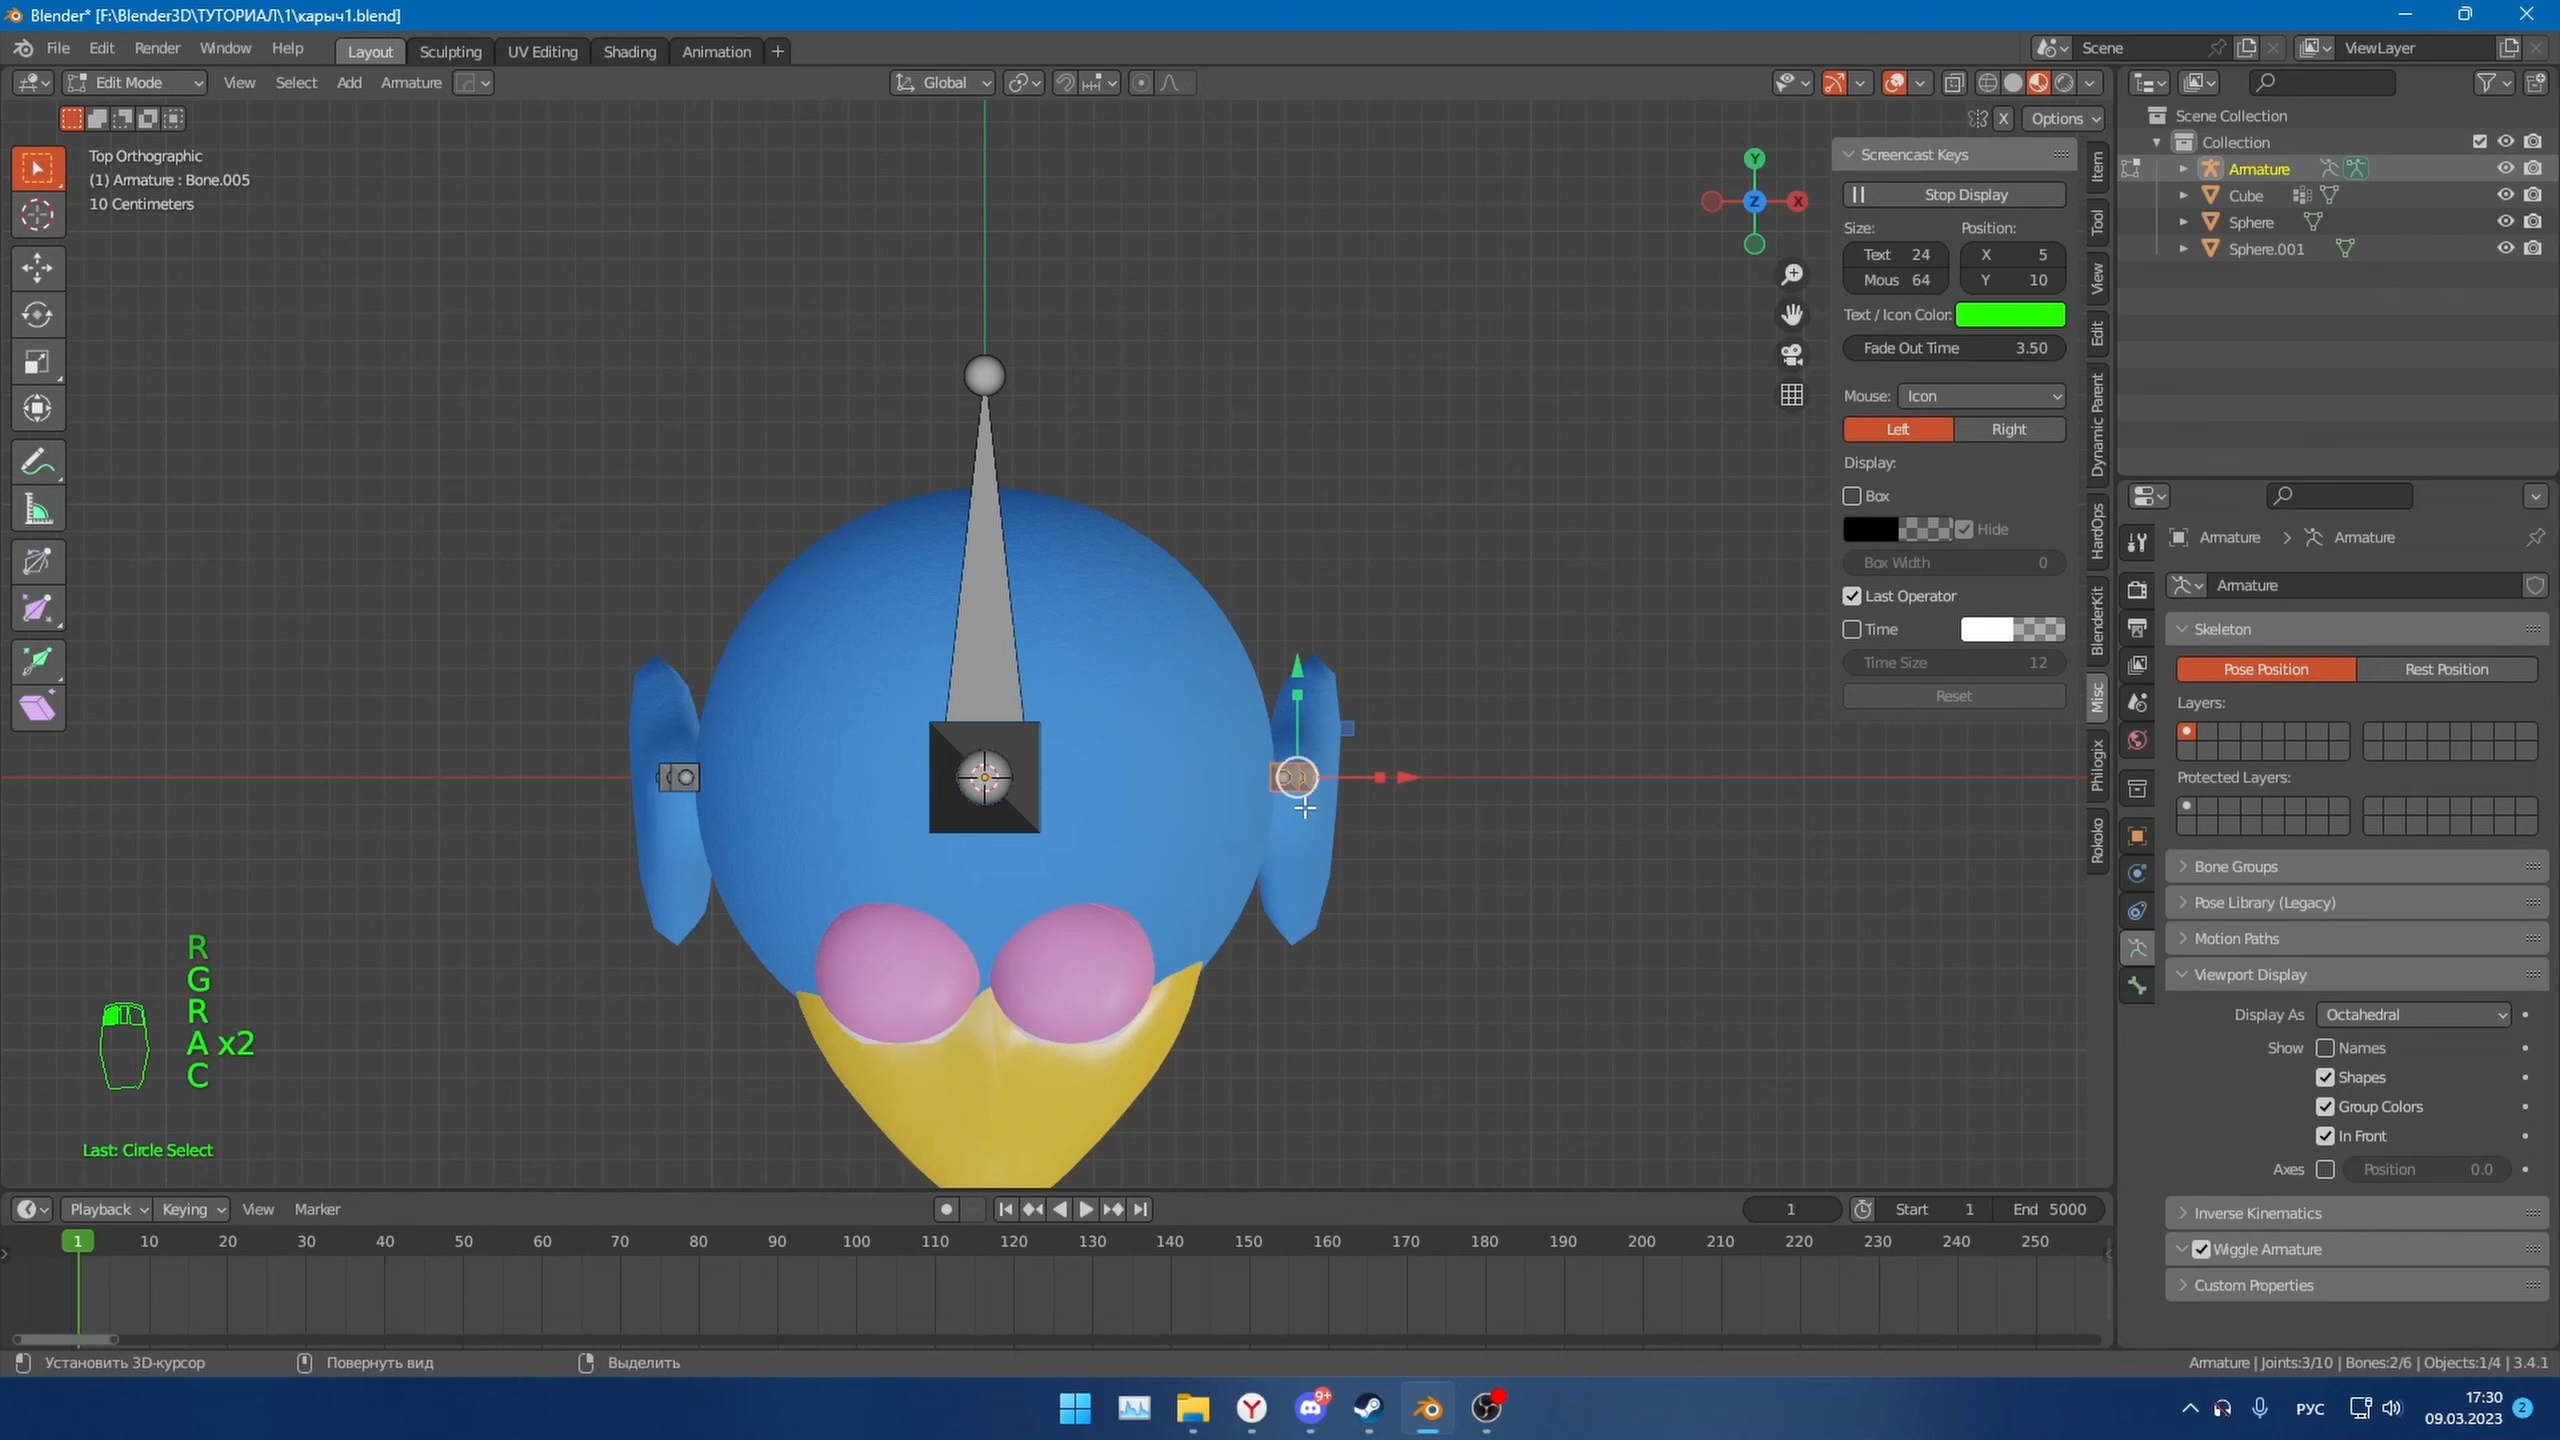 Blender* [F:\Blender3D\ТУТОРИАЛ\1\карыч1.blend]
File Edit Render Window Help Layout Sculpting UV Editing Shading Animation + Scene ViewLayer
Edit Mode View Select Add Armature Global
X Options
Top Orthographic
(1) Armature : Bone.005
10 Centimeters
Y
Z
X
Screencast Keys
Stop Display
Size: Position:
Text 24 X 5
Mous 64 Y 10
Text / Icon Color:
Fade Out Time 3.50
Mouse: Icon
Left Right
Display:
Box
Hide
Box Width 0
Last Operator
Time
Time Size 12
Reset
Item
Tool
View
Edit
Dynamic Parent
HardOps
BlenderKit
Misc
Philogix
Rokoko
Scene Collection
Collection
Armature
Cube
Sphere
Sphere.001
Armature > Armature
Armature
Skeleton
Pose Position Rest Position
Layers:
Protected Layers:
Bone Groups
Pose Library (Legacy)
Motion Paths
Viewport Display
Display As Octahedral
Show Names
Shapes
Group Colors
In Front
Axes Position 0.0
Inverse Kinematics
Wiggle Armature
Custom Properties
R
G
R
A x2
C
Last: Circle Select
Playback Keying View Marker 1 Start 1 End 5000
1 10 20 30 40 50 60 70 80 90 100 110 120 130 140 150 160 170 180 190 200 210 220 230 240 250
Установить 3D-курсор Повернуть вид Выделить Armature | Joints:3/10 | Bones:2/6 | Objects:1/4 | 3.4.1
9+
РУС
17:30
09.03.2023
2